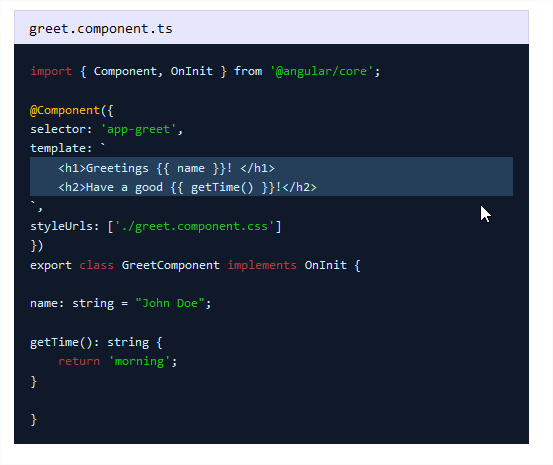 greet.component.ts
import { Component, OnInit } from '@angular/core';
@Component({
selector: 'app-greet',
template: `
<h1>Greetings {{ name }}! </h1>
<h2>Have a good {{ getTime() }}!</h2>
`,
styleUrls: ['./greet.component.css']
})
export class GreetComponent implements OnInit {
name: string = "John Doe";
getTime(): string {
return 'morning';
}
}